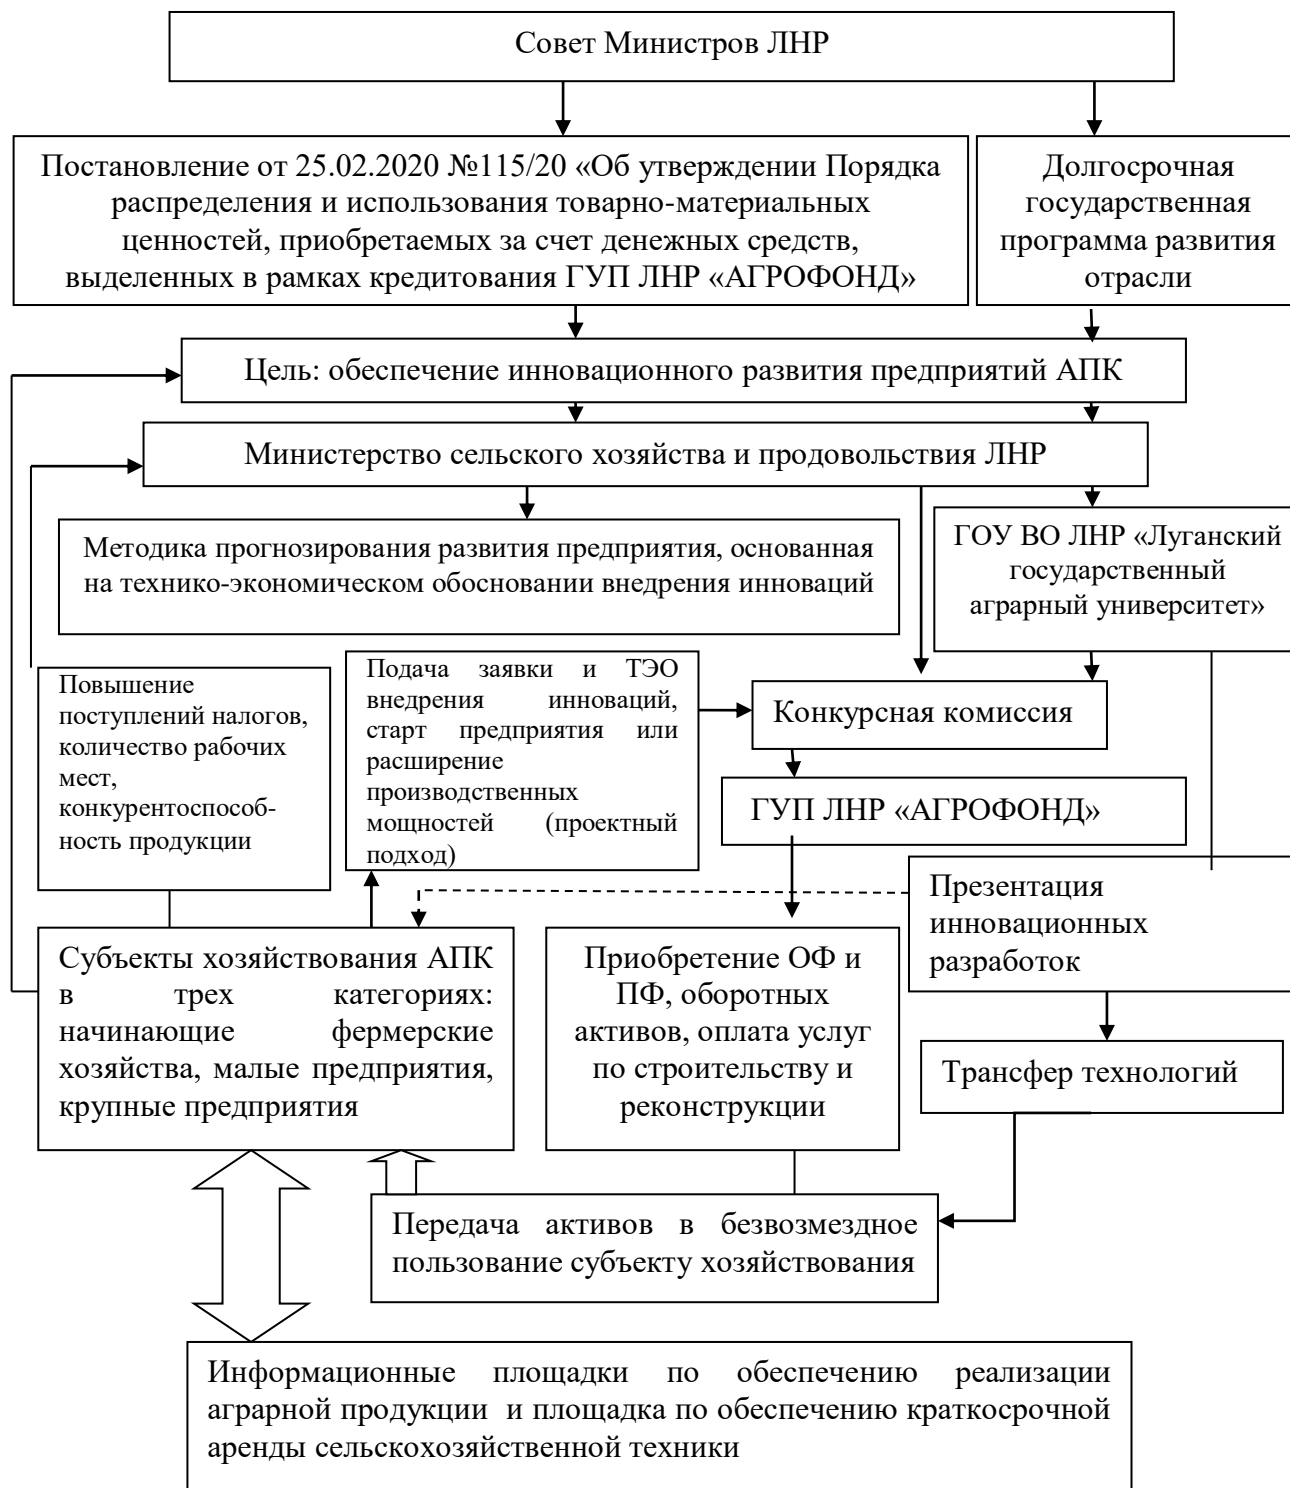 Совет Министров ЛНР
Постановление от 25.02.2020 №115/20 «Об утверждении Порядка
распределения и использования товарно-материальных
ценностей, приобретаемых за счет денежных средств,
выделенных в рамках кредитования ГУП ЛНР «АГРОФОНД»
Долгосрочная
государственная
программа развития
отрасли
Цель: обеспечение инновационного развития предприятий АПК
Министерство сельского хозяйства и продовольствия ЛНР
Методика прогнозирования развития предприятия, основанная
на технико-экономическом обосновании внедрения инноваций
ГОУ ВО ЛНР «Луганский
государственный
аграрный университет»
Повышение
поступлений налогов,
количество рабочих
мест,
конкурентоспособ-
ность продукции
Подача заявки и ТЭО
внедрения инноваций,
старт предприятия или
расширение
производственных
мощностей (проектный
подход)
Конкурсная комиссия
ГУП ЛНР «АГРОФОНД»
Презентация
инновационных
разработок
Субъекты хозяйствования АПК
в трех категориях:
начинающие фермерские
хозяйства, малые предприятия,
крупные предприятия
Приобретение ОФ и
ПФ, оборотных
активов, оплата услуг
по строительству и
реконструкции
Трансфер технологий
Передача активов в безвозмездное
пользование субъекту хозяйствования
Информационные площадки по обеспечению реализации
аграрной продукции и площадка по обеспечению краткосрочной
аренды сельскохозяйственной техники